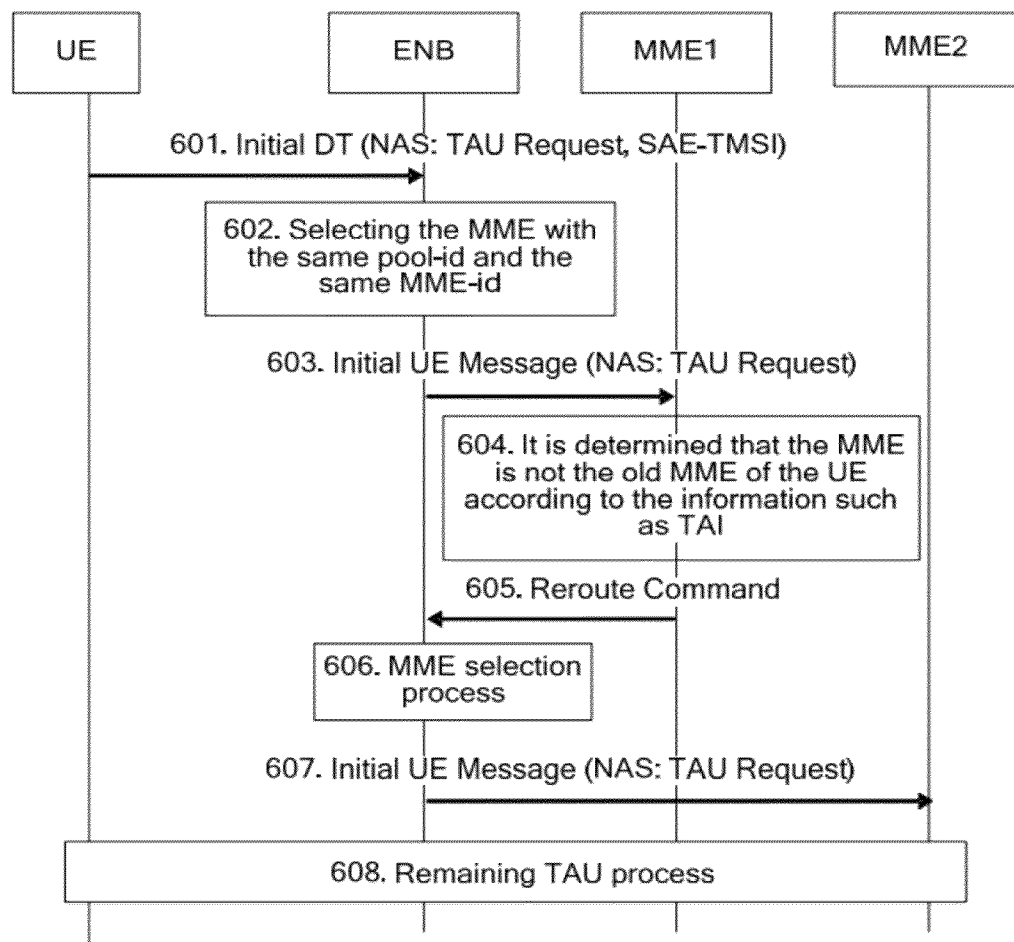 UE
ENB
MME1
MME2
601. Initial DT (NAS: TAU Request, SAE-TMSI)
602. Selecting the MME with
the same pool-id and the
same MME-id
603. Initial UE Message (NAS: TAU Request)
604. It is determined that the MME
is not the old MME of the UE
according to the information such
as TAI
605. Reroute Command
606. MME selection
process
607. Initial UE Message (NAS: TAU Request)
608. Remaining TAU process